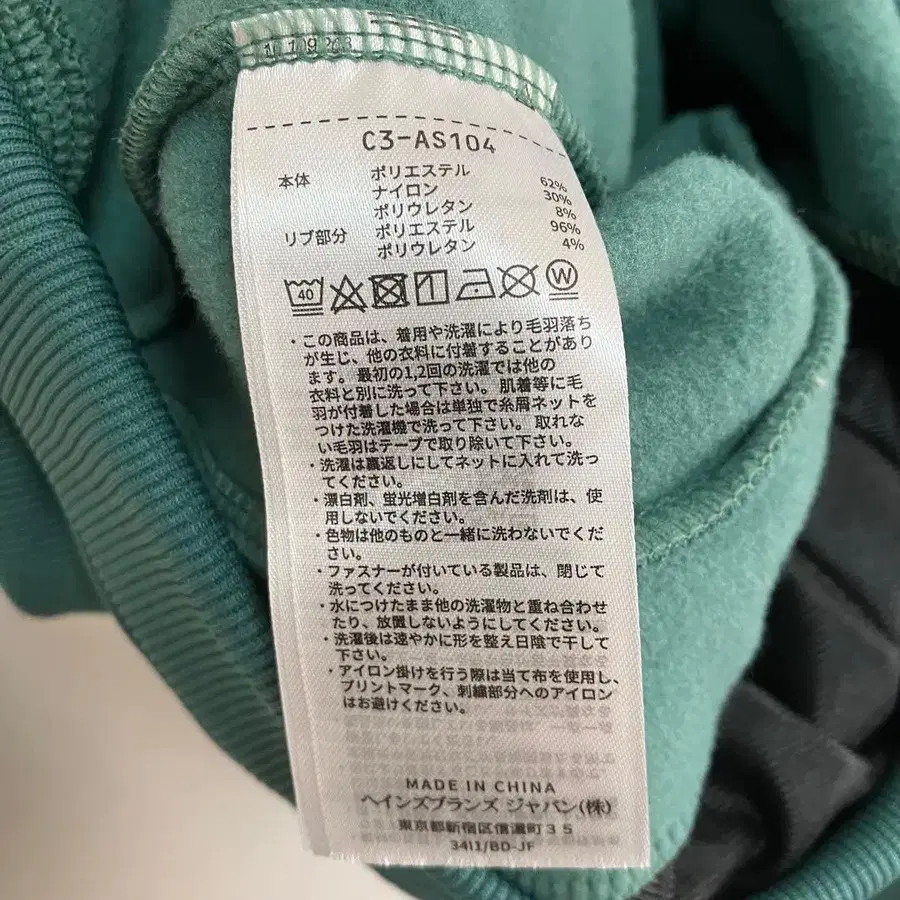 C3-AS104
本体 ポリエステル 62%
ナイロン 30%
ポリウレタン 8%
リブ部分 ポリエステル 96%
ポリウレタン 4%
40
W
・この商品は、着用や洗濯により毛羽落ち
が生じ、他の衣料に付着することがあり
ます。最初の1,2回の洗濯では他の
衣料と別に洗って下さい。肌着等に毛
羽が付着した場合は単独で糸屑ネットを
つけた洗濯機で洗って下さい。取れな
い毛羽はテープで取り除いて下さい。
・洗濯は裏返しにしてネットに入れて洗っ
てください。
・漂白剤、蛍光増白剤を含んだ洗剤は、使
用しないでください。
・色物は他のものと一緒に洗わないでくだ
さい。
・ファスナーが付いている製品は、閉じて
洗ってください。
・水につけたまま他の洗濯物と重ね合わせ
たり、放置しないようにしてください。
・洗濯後は速やかに形を整え日陰で干して
下さい。
・アイロン掛けを行う際は当て布を使用し、
プリントマーク、刺繍部分へのアイロン
はお避けください。
MADE IN CHINA
ヘインズブランズ ジャパン(株)
東京都新宿区信濃町35
3411/BD-JF